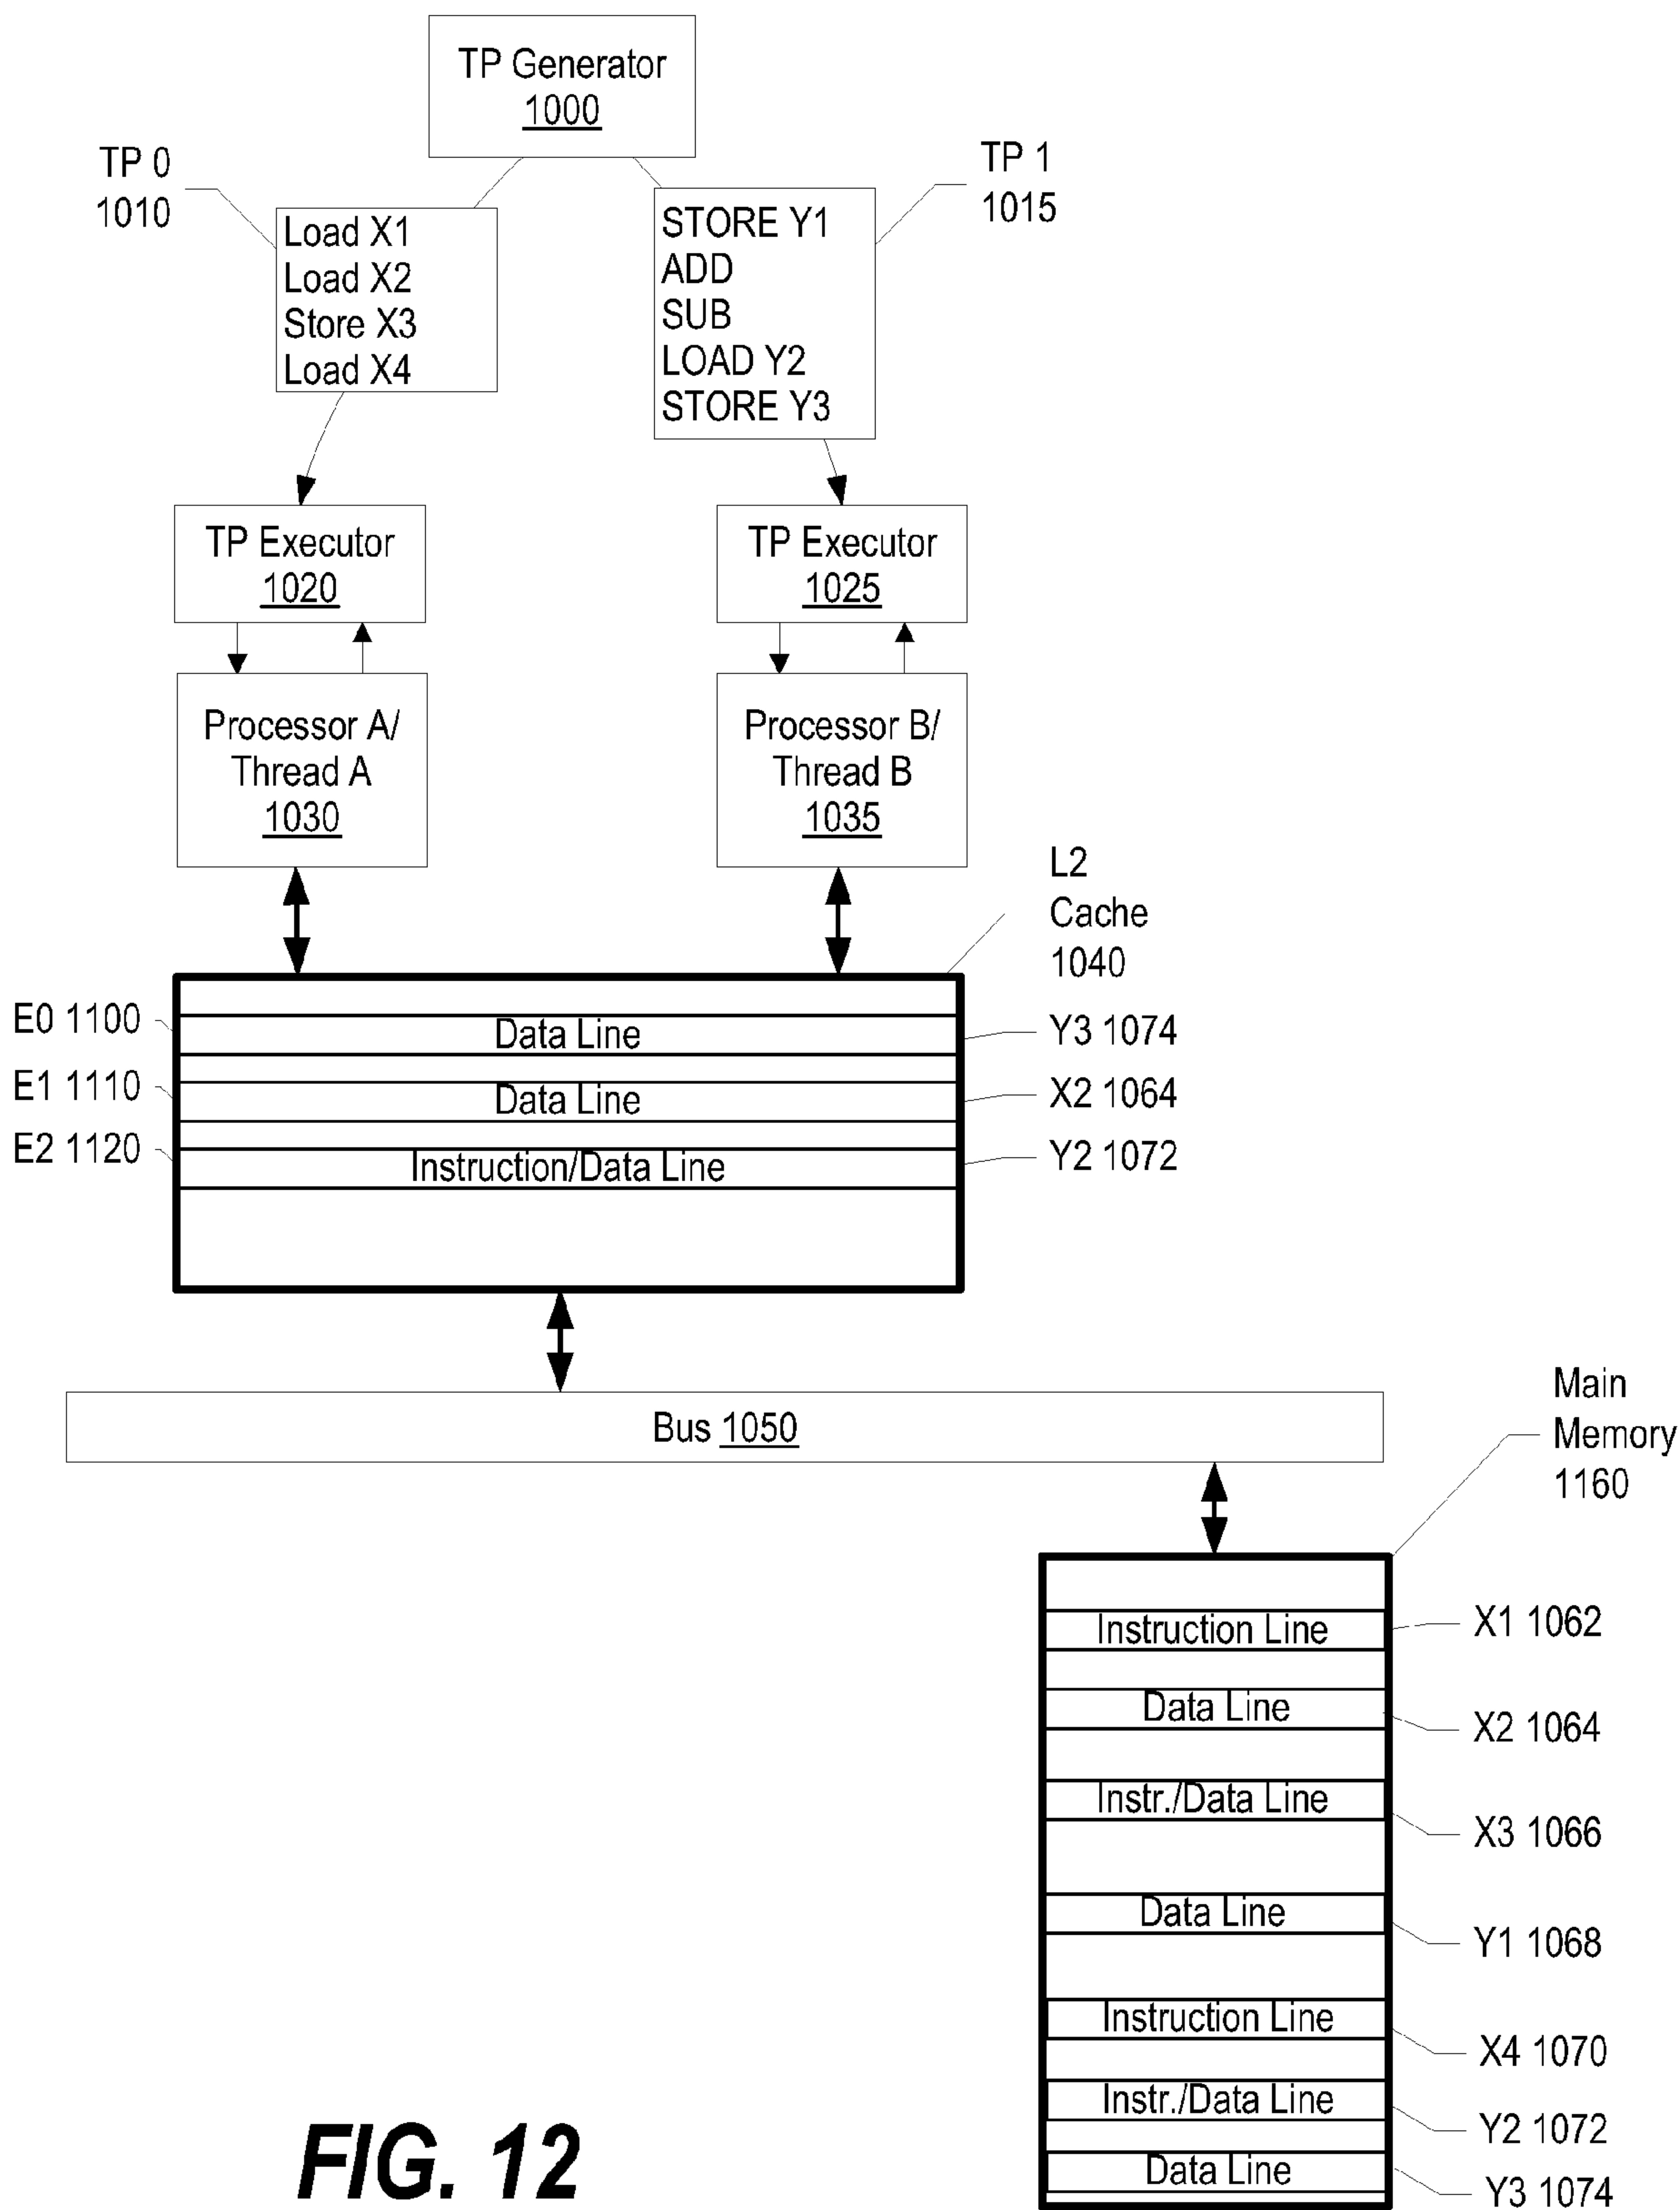 TP Generator
1000
TP 0
1010
Load X1
Load X2
Store X3
Load X4
STORE Y1
ADD
SUB
LOAD Y2
STORE Y3
TP 1
1015
TP Executor
1020
TP Executor
1025
Processor A/
Thread A
1030
Processor B/
Thread B
1035
L2
Cache
1040
E0 1100
Data Line
Y3 1074
E1 1110
Data Line
X2 1064
E2 1120
Instruction/Data Line
Y2 1072
Bus 1050
Main
Memory
1160
Instruction Line
X1 1062
Data Line
X2 1064
Instr./Data Line
X3 1066
Data Line
Y1 1068
Instruction Line
X4 1070
Instr./Data Line
Y2 1072
Data Line
Y3 1074
FIG. 12